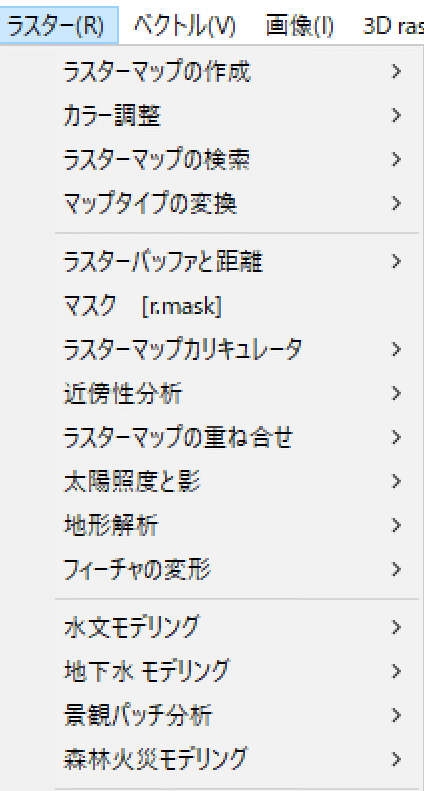 ラスター(R) ベクトル(V) 画像(I) 3D ras
ラスターマップの作成
カラー調整
ラスターマップの検索
マップタイプの変換
ラスターバッファと距離
マスク [r.mask]
ラスターマップカリキュレータ
近傍性分析
ラスターマップの重ね合せ
太陽照度と影
地形解析
フィーチャの変形
水文モデリング
地下水 モデリング
景観パッチ分析
森林火災モデリング